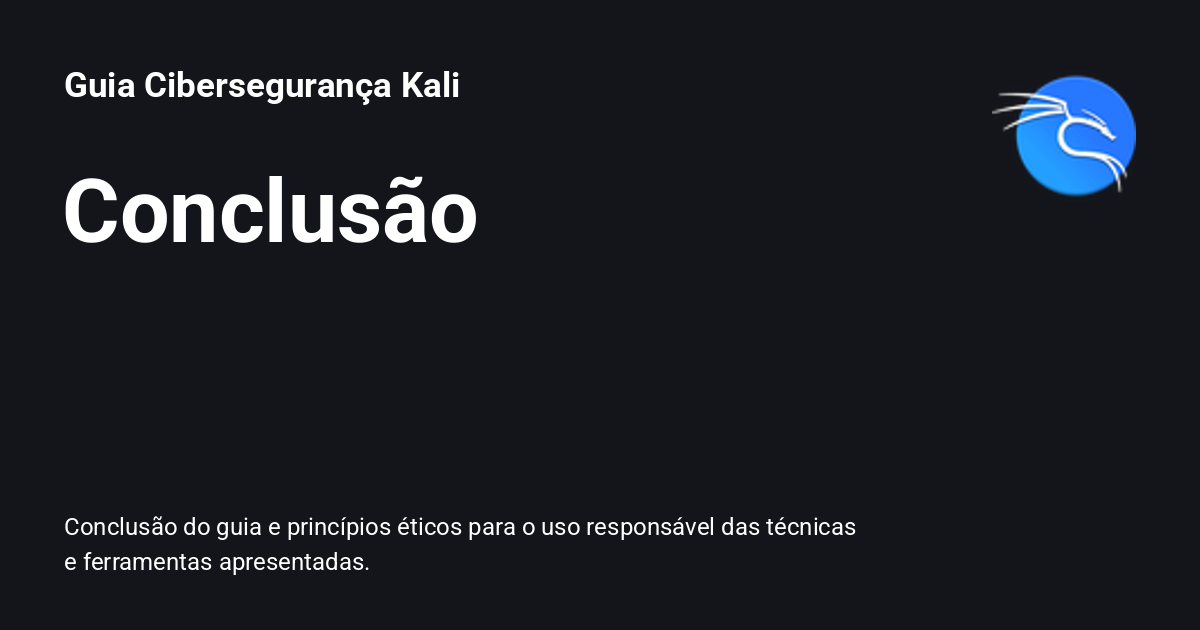 Guia Cibersegurança Kali
Conclusão
Conclusão do guia e princípios éticos para o uso responsável das técnicas
e ferramentas apresentadas.